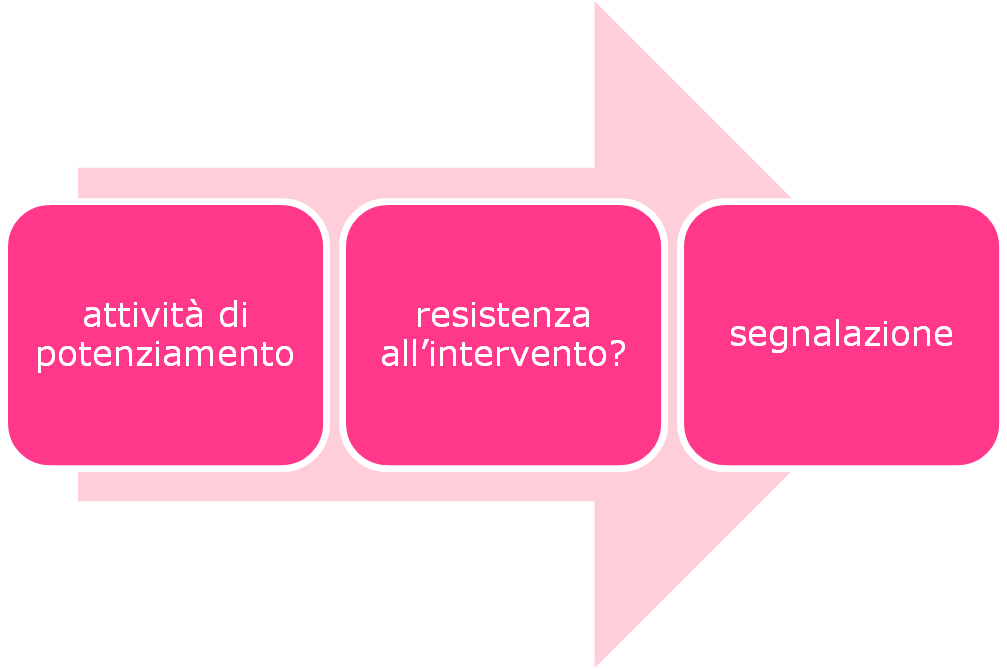 attività di
potenziamento
resistenza
all’intervento?
segnalazione